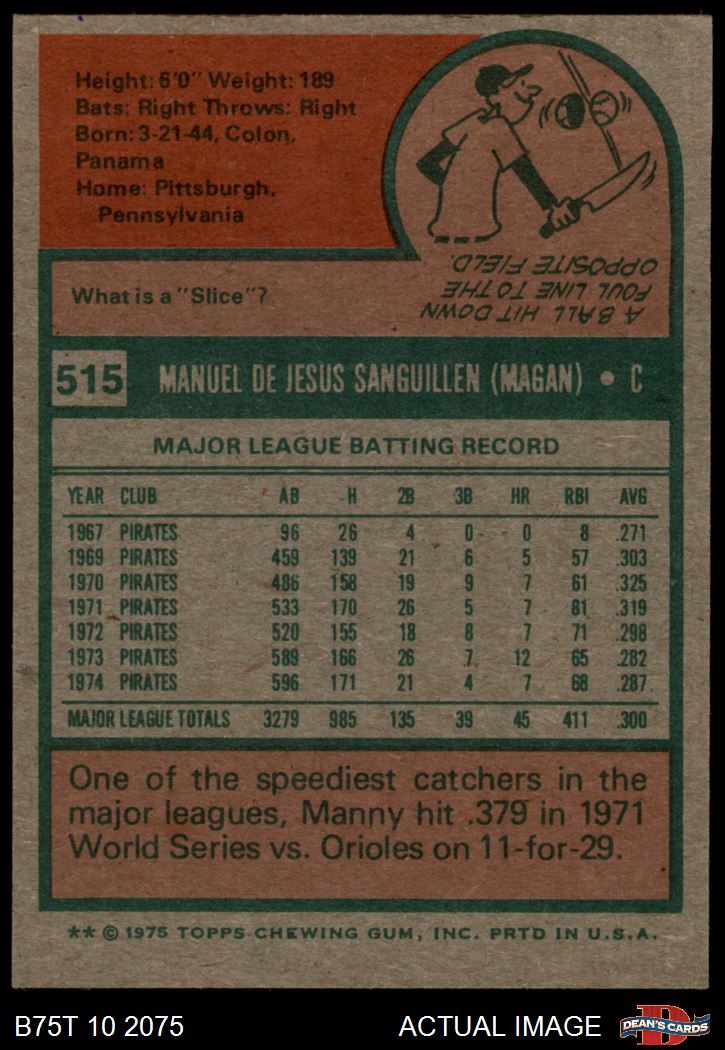 Height: 6'0" Weight: 189
Bats: Right Throws: Right
Born: 3-21-44, Colon,
Panama
Home: Pittsburgh,
Pennsylvania
What is a "Slice"?
A BALL HIT DOWN
FOUL LINE TO THE
OPPOSITE FIELD.
515 MANUEL DE JESUS SANGUILLEN (MAGAN) • C
MAJOR LEAGUE BATTING RECORD
YEAR CLUB AB H 2B 3B HR RBI AVG
1967 PIRATES 96 26 4 0 0 8 .271
1969 PIRATES 459 139 21 6 5 57 .303
1970 PIRATES 486 158 19 9 7 61 .325
1971 PIRATES 533 170 26 5 7 81 .319
1972 PIRATES 520 155 18 8 7 71 .298
1973 PIRATES 589 166 26 7 12 65 .282
1974 PIRATES 596 171 21 4 7 68 .287
MAJOR LEAGUE TOTALS 3279 985 135 39 45 411 .300
One of the speediest catchers in the
major leagues, Manny hit .379 in 1971
World Series vs. Orioles on 11-for-29.
** © 1975 TOPPS CHEWING GUM, INC. PRTD IN U.S.A.
B75T 10 2075 ACTUAL IMAGE D DEAN'S CARDS